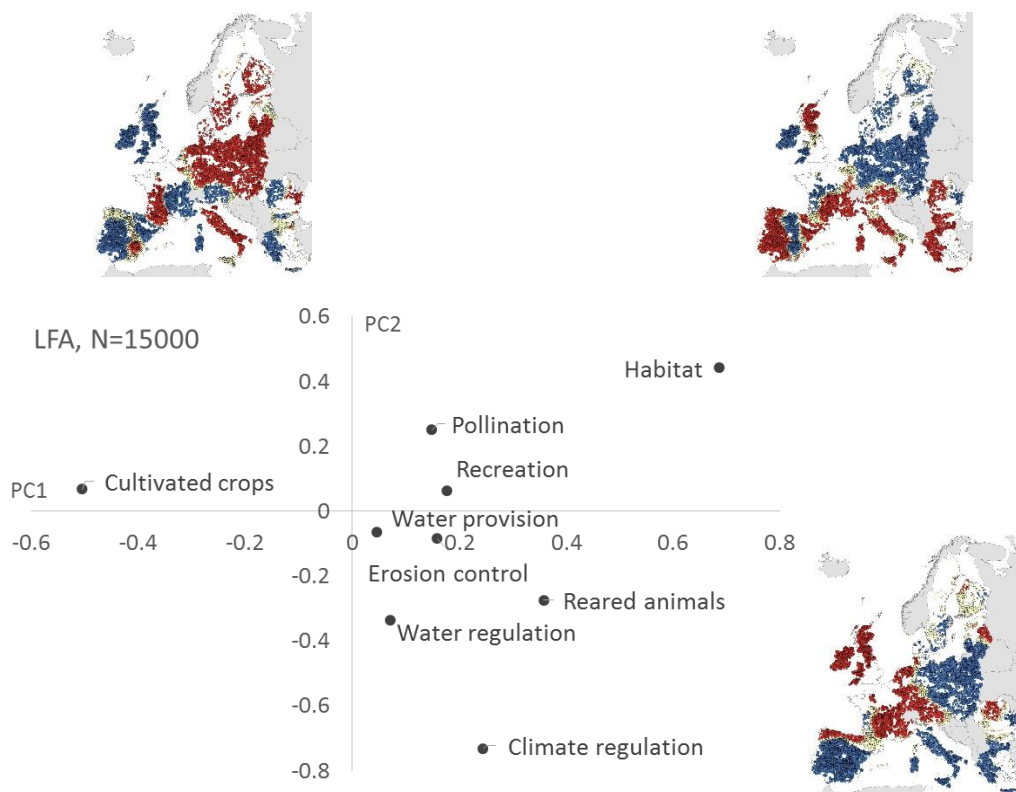 0.6
PC2
LFA, N=15000
0.4
Habitat
Pollination
0.2
Recreation
Cultivated crops
PC1
0
Water provision
-0.6
-0.4
-0.2
0
0.2
0.4
0.6
0.8
-0.2
Erosion control
Reared animals
-0.4
Water regulation
-0.6
Climate regulation
-0.8